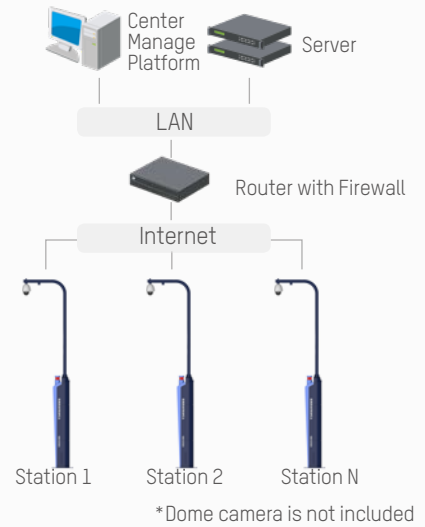 Center
Manage
Platform
Server
LAN
Router with Firewall
Internet
Station 1
Station 2
Station N
*Dome camera is not included